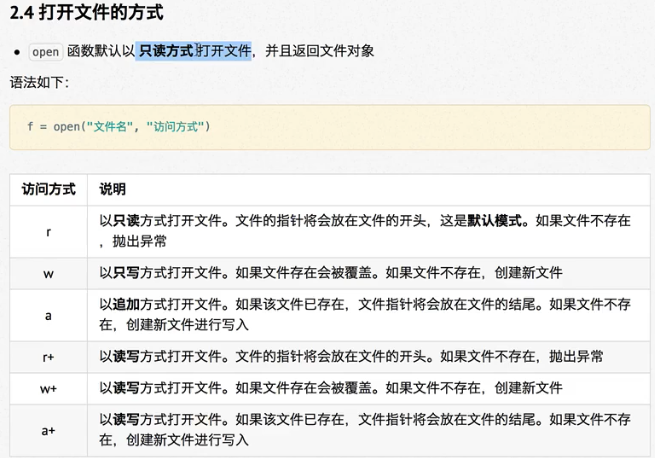 2.4 打开文件的方式
• open 函数默认以 只读方式打开文件，并且返回文件对象
语法如下：
f = open("文件名", "访问方式")
访问方式 说明
r 以只读方式打开文件。文件的指针将会放在文件的开头，这是默认模式。如果文件不存在
，抛出异常
w 以只写方式打开文件。如果文件存在会被覆盖。如果文件不存在，创建新文件
a 以追加方式打开文件。如果该文件已存在，文件指针将会放在文件的结尾。如果文件不存
在，创建新文件进行写入
r+ 以读写方式打开文件。文件的指针将会放在文件的开头。如果文件不存在，抛出异常
w+ 以读写方式打开文件。如果文件存在会被覆盖。如果文件不存在，创建新文件
a+ 以读写方式打开文件。如果该文件已存在，文件指针将会放在文件的结尾。如果文件不存
在，创建新文件进行写入